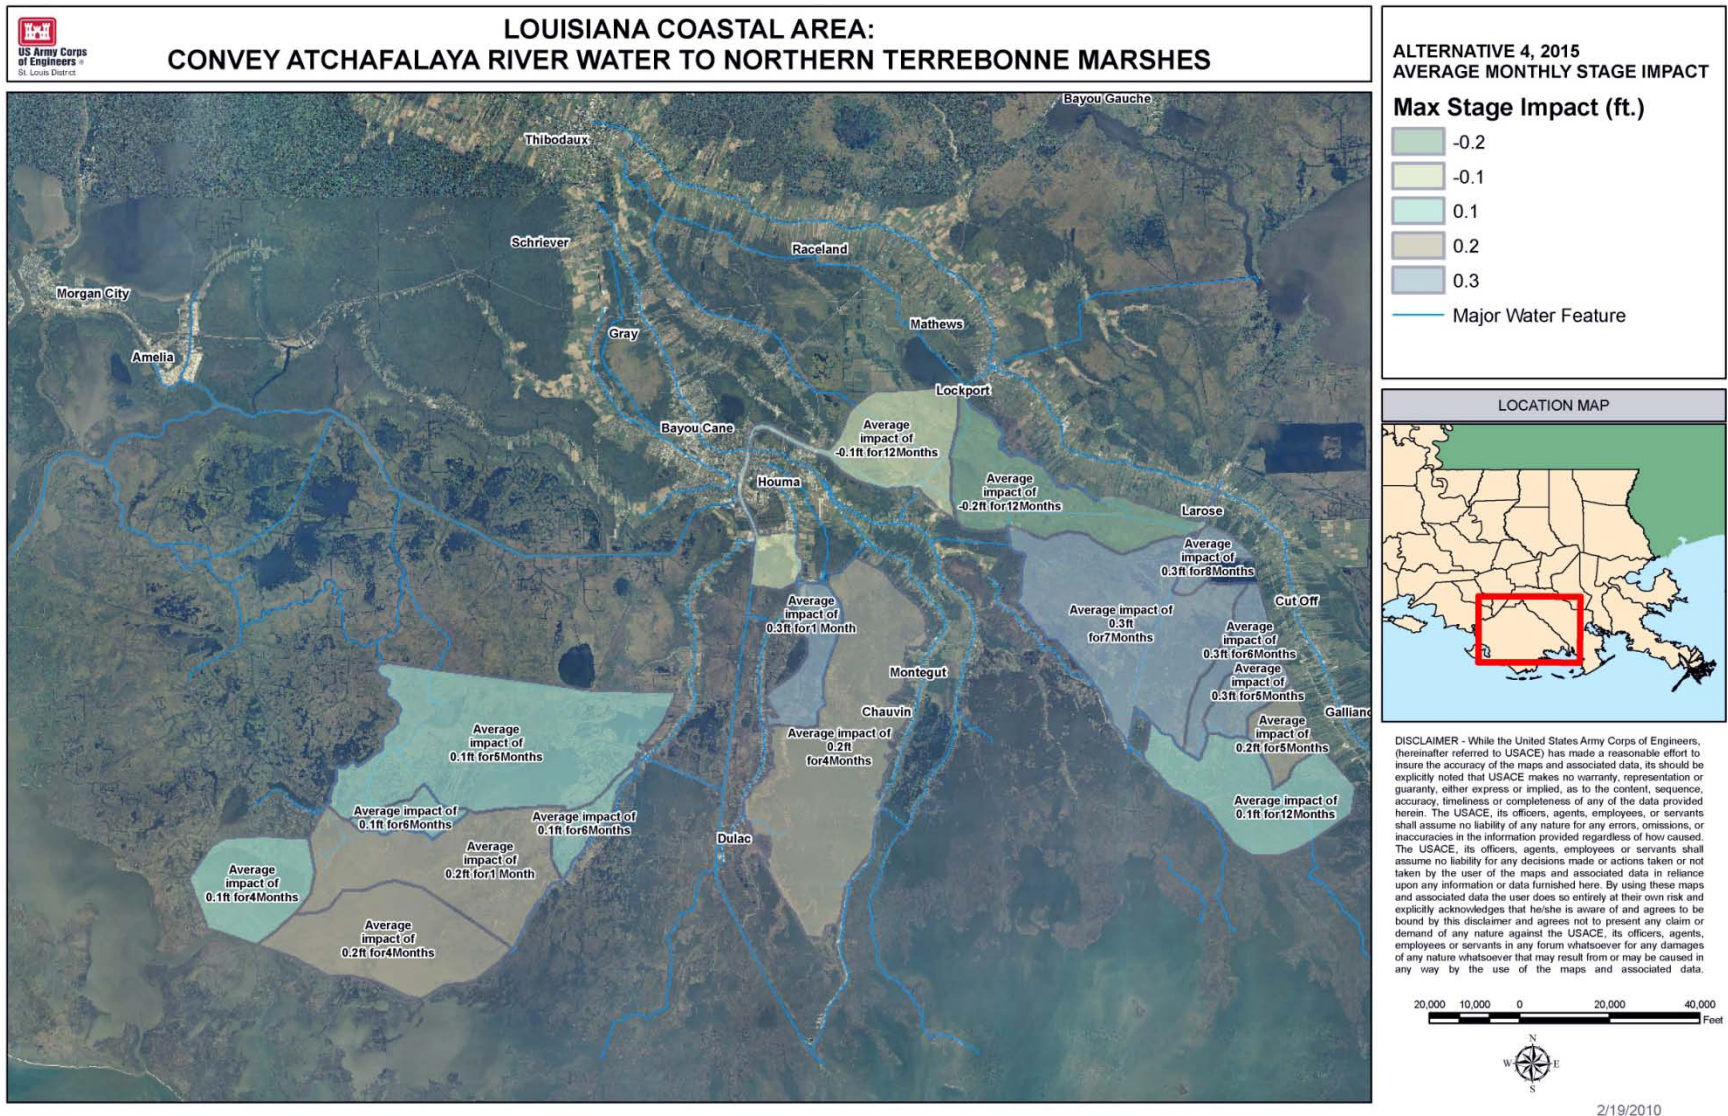 US Army Corps
of Engineers ®
St. Louis District
LOUISIANA COASTAL AREA:
CONVEY ATCHAFALAYA RIVER WATER TO NORTHERN TERREBONNE MARSHES
Bayou Gauche
Thibodaux
Schriever
Raceland
Morgan City
Mathews
Gray
Amelia
Lockport
Bayou Cane
Average
impact of
-0.1ft for12Months
Houma
Average
impact of
-0.2ft for12Months
Larose
Average
impact of
0.3ft for8Months
Cut Off
Average
impact of
0.3ft for1 Month
Average impact of
0.3ft
for7Months
Average
impact of
0.3ft for6Months
Average
impact of
0.3ft for5Months
Montegut
Chauvin
Galliano
Average
impact of
0.2ft for5Months
Average
impact of
0.1ft for5Months
Average impact of
0.2ft
for4Months
Average impact of
0.1ft for6Months
Average impact of
0.1ft for6Months
Average impact of
0.1ft for12Months
Dulac
Average
impact of
0.2ft for1 Month
Average
impact of
0.1ft for4Months
Average
impact of
0.2ft for4Months
ALTERNATIVE 4, 2015
AVERAGE MONTHLY STAGE IMPACT
Max Stage Impact (ft.)
-0.2
-0.1
0.1
0.2
0.3
Major Water Feature
LOCATION MAP
DISCLAIMER - While the United States Army Corps of Engineers,
(hereinafter referred to USACE) has made a reasonable effort to
insure the accuracy of the maps and associated data, its should be
explicitly noted that USACE makes no warranty, representation or
guaranty, either express or implied, as to the content, sequence,
accuracy, timeliness or completeness of any of the data provided
herein. The USACE, its officers, agents, employees, or servants
shall assume no liability of any nature for any errors, omissions, or
inaccuracies in the information provided regardless of how caused.
The USACE, its officers, agents, employees or servants shall
assume no liability for any decisions made or actions taken or not
taken by the user of the maps and associated data in reliance
upon any information or data furnished here. By using these maps
and associated data the user does so entirely at their own risk and
explicitly acknowledges that he/she is aware of and agrees to be
bound by this disclaimer and agrees not to present any claim or
demand of any nature against the USACE, its officers, agents,
employees or servants in any forum whatsoever for any damages
of any nature whatsoever that may result from or may be caused in
any way by the use of the maps and associated data.
20,000 10,000 0 20,000 40,000
Feet
N
W E
S
2/19/2010